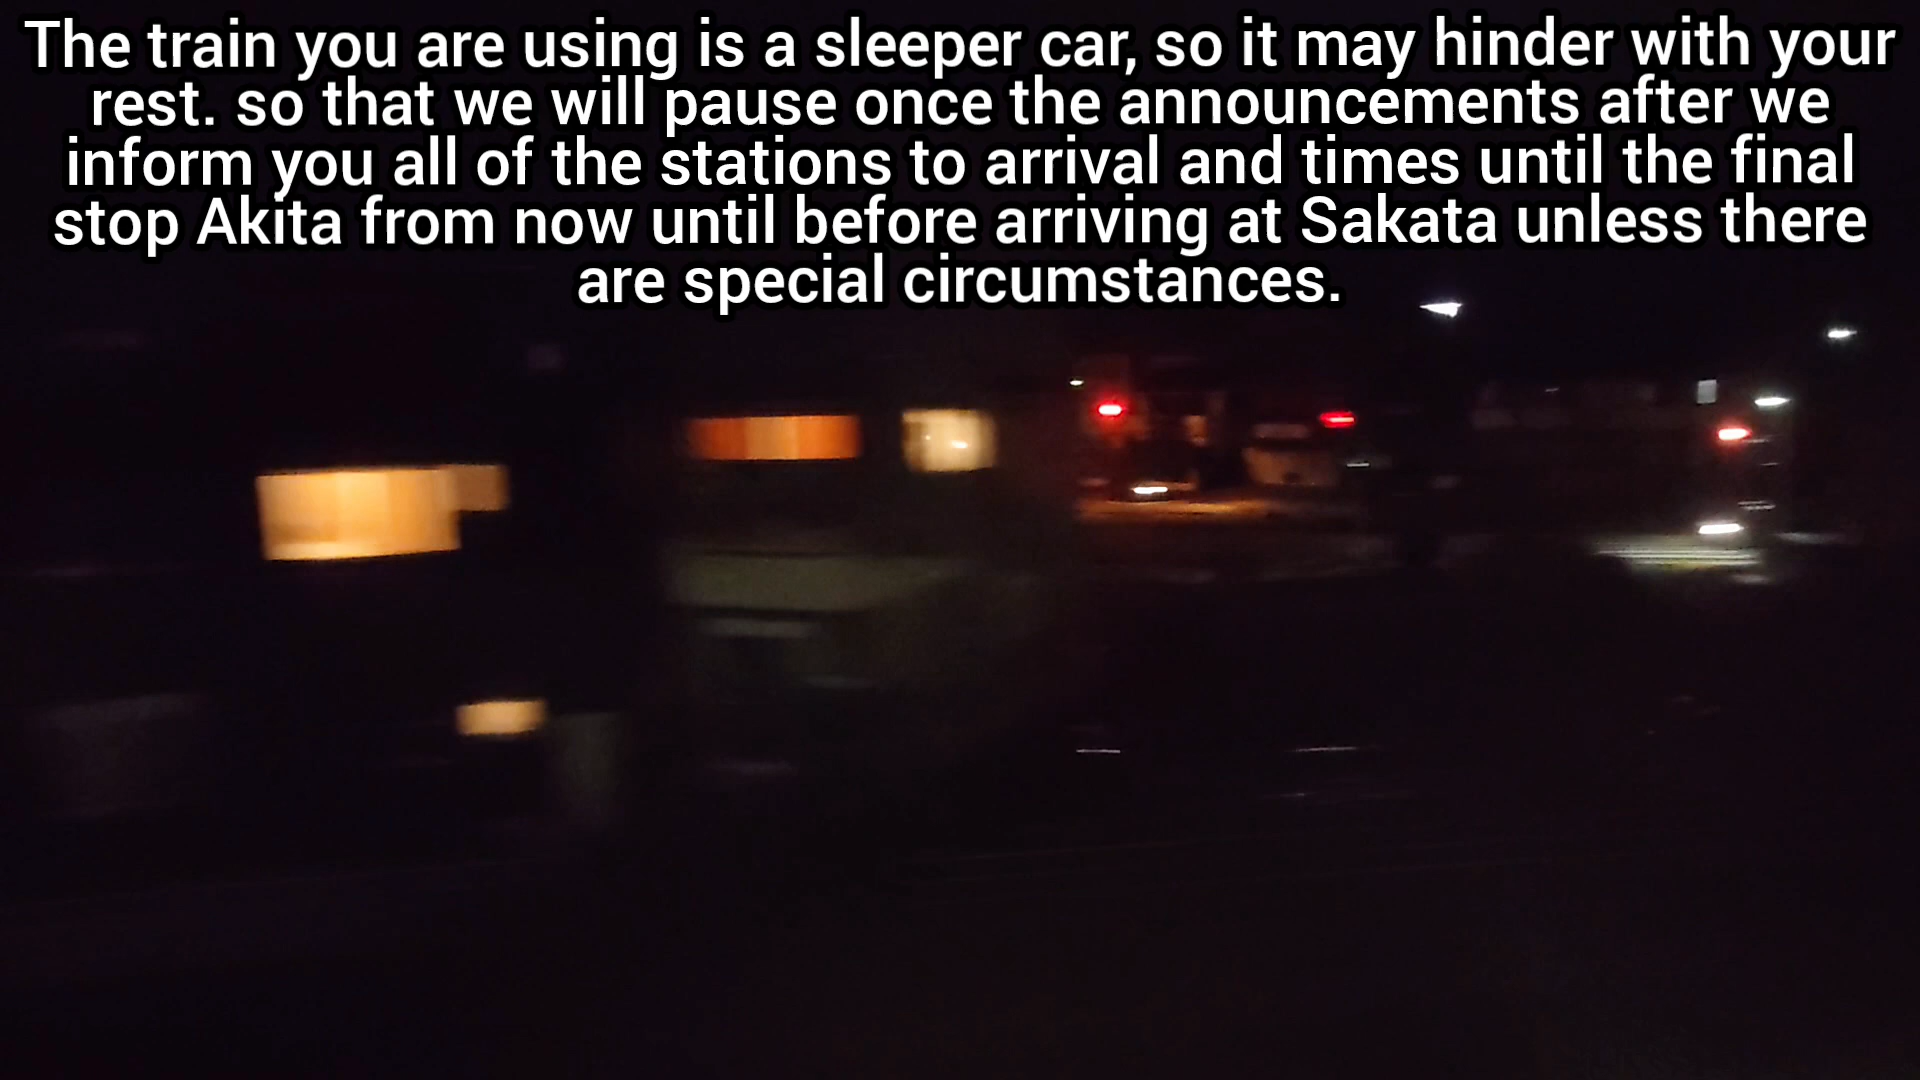 The train you are using is a sleeper car, so it may hinder with your
rest. so that we will pause once the announcements after we
inform you all of the stations to arrival and times until the final
stop Akita from now until before arriving at Sakata unless there
are special circumstances.